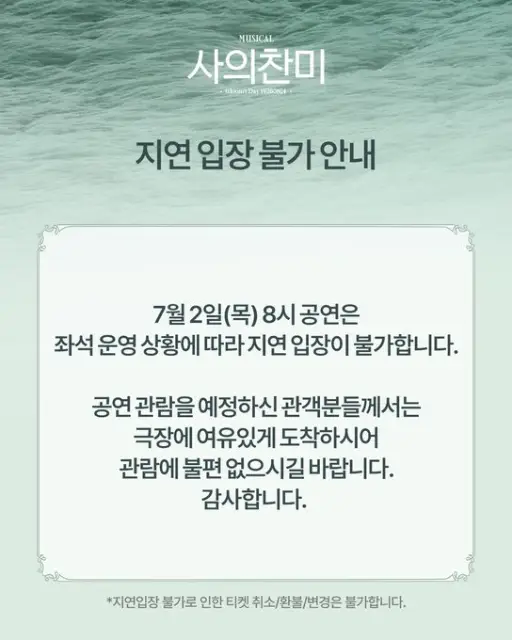 MUSICAL
사의찬미
지연 입장 불가 안내
7월 2일(목) 8시 공연은
좌석 운영 상황에 따라 지연 입장이 불가합니다.
공연 관람을 예정하신 관객분들께서는
극장에 여유있게 도착하시어
관람에 불편 없으시길 바랍니다.
감사합니다.
*지연입장 불가로 인한 티켓 취소/환불/변경은 불가합니다.